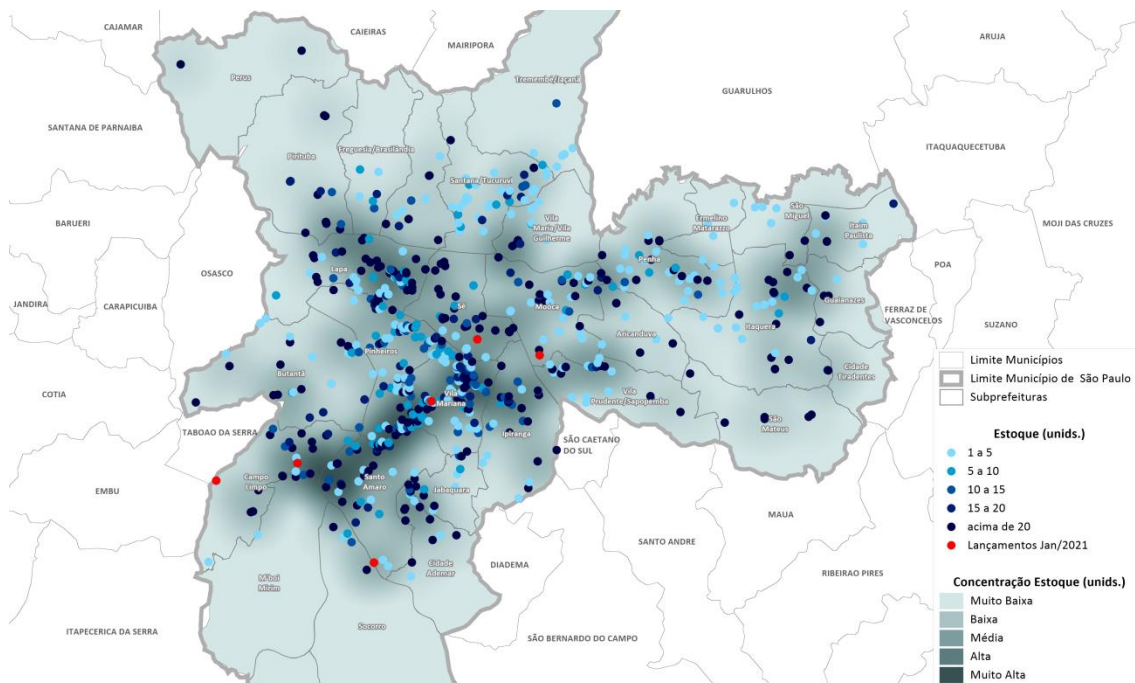 CAJAMAR
CAIEIRAS
MAIRIPORA
ARUJA
Perus
Tremembé/Jaçanã
GUARULHOS
SANTANA DE PARNAIBA
Pirituba
Freguesia/Brasilândia
Santana/Tucuruvi
ITAQUAQUECETUBA
BARUERI
Vila
Maria/Vila
Guilherme
Ermelino
Matarazzo
São
Miguel
Itaim
Paulista
MOJI DAS CRUZES
OSASCO
Lapa
Penha
POA
JANDIRA
CARAPICUIBA
Sé
Mooca
Guaianazes
FERRAZ DE
VASCONCELOS
SUZANO
Aricanduva
Itaquera
Pinheiros
Butantã
Cidade
Tiradentes
COTIA
Vila
Mariana
Vila
Prudente/Sapopemba
São
Mateus
TABOAO DA SERRA
Ipiranga
SÃO CAETANO
DO SUL
EMBU
Campo
Limpo
Santo
Amaro
Jabaquara
MAUA
SANTO ANDRE
DIADEMA
Cidade
Ademar
RIBEIRAO PIRES
M'boi
Mirim
Socorro
ITAPECERICA DA SERRA
SÃO BERNARDO DO CAMPO
Limite Municípios
Limite Município de São Paulo
Subprefeituras
Estoque (unids.)
1 a 5
5 a 10
10 a 15
15 a 20
acima de 20
Lançamentos Jan/2021
Concentração Estoque (unids.)
Muito Baixa
Baixa
Média
Alta
Muito Alta